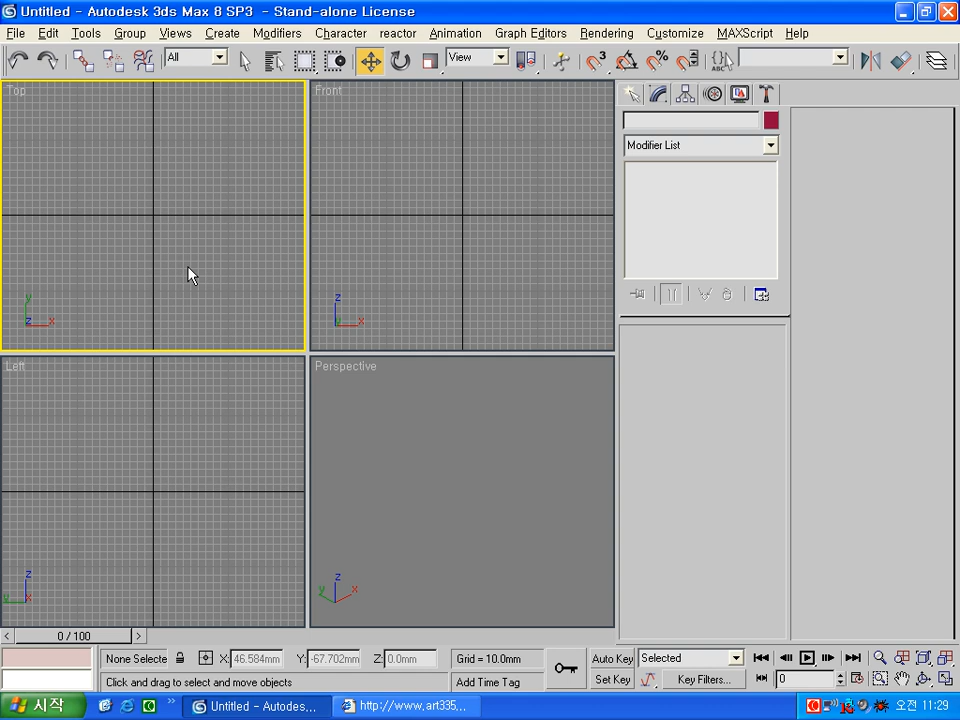 Untitled - Autodesk 3ds Max 8 SP3 - Stand-alone License
File Edit Tools Group Views Create Modifiers Character reactor Animation Graph Editors Rendering Customize MAXScript Help
All View
Top Front
Modifier List
y z
z x y x
Left Perspective
z z
y x y x
< 0 / 100 >
None Selecte X: 46.584mm Y: -67.702mm Z: 0.0mm Grid = 10.0mm Auto Key Selected
Click and drag to select and move objects Add Time Tag Set Key Key Filters... 0
시작 Untitled - Autodes... http://www.art335... 오전 11:29